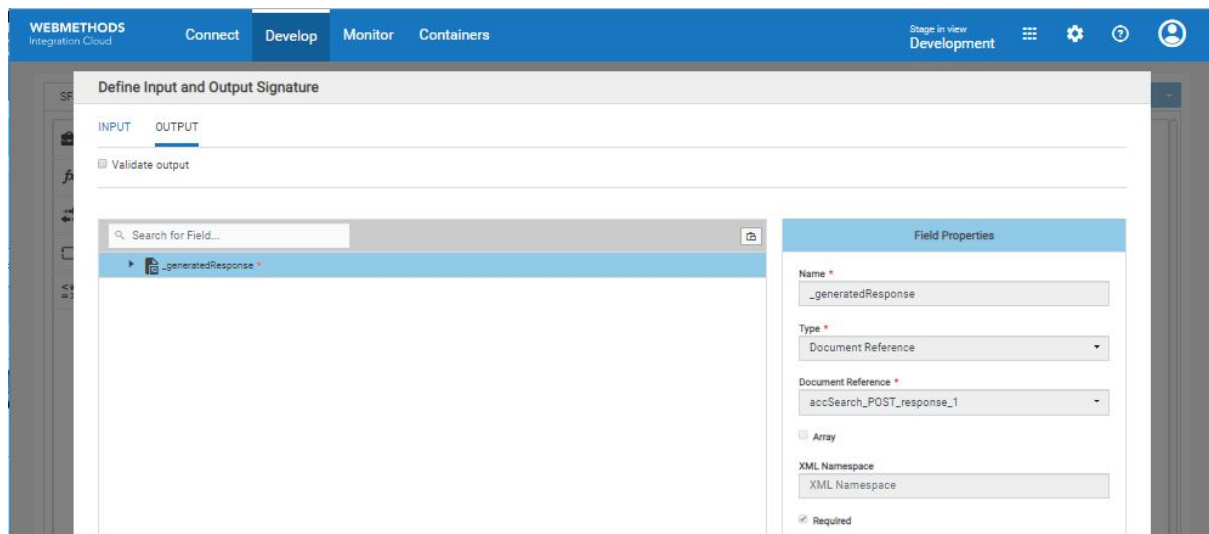 WEBMETHODS
Integration Cloud
Connect
Develop
Monitor
Containers
Stage in view
Development
SF
Define Input and Output Signature
INPUT
OUTPUT
Validate output
Search for Field...
_generatedResponse *
Field Properties
Name *
_generatedResponse
Type *
Document Reference
Document Reference *
accSearch_POST_response_1
Array
XML Namespace
XML Namespace
Required